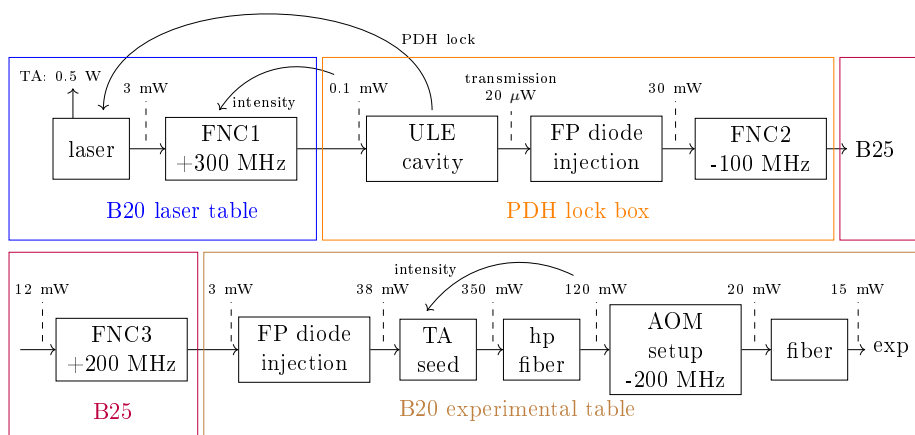 PDH lock
TA: 0.5 W
3 mW
intensity
0.1 mW
transmission
20 μW
30 mW
laser
FNC1
+300 MHz
ULE
cavity
FP diode
injection
FNC2
-100 MHz
B25
B20 laser table
PDH lock box
12 mW
3 mW
38 mW
intensity
350 mW
120 mW
20 mW
15 mW
FNC3
+200 MHz
FP diode
injection
TA
seed
hp
fiber
AOM
setup
-200 MHz
fiber
exp
B25
B20 experimental table